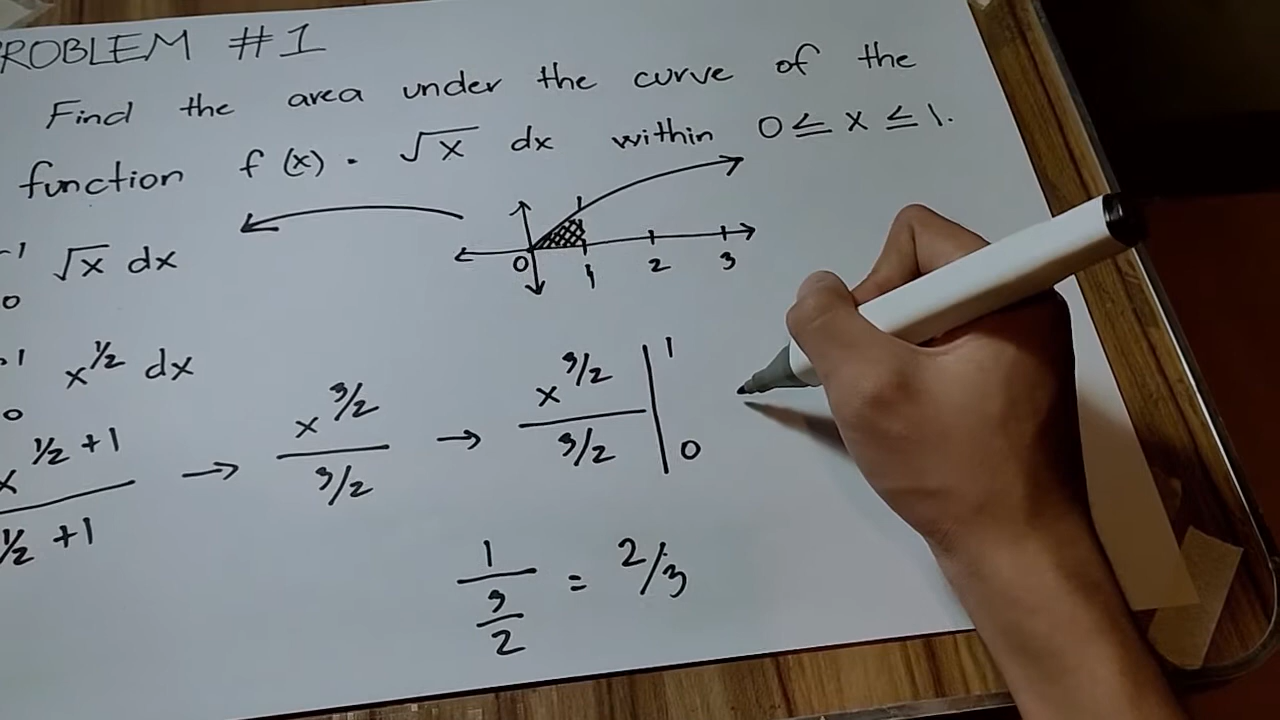 ROBLEM #1
Find the area under the curve of the
function f(x) = √x dx within 0 ≤ x ≤ 1.
1
0 1 2 3
1 √x dx
0
1 x^1/2 dx
0
x^1/2 +1 / 1/2 +1 → x^3/2 / 3/2 → x^3/2 / 3/2 | 1 0
1 / 3/2 = 2/3